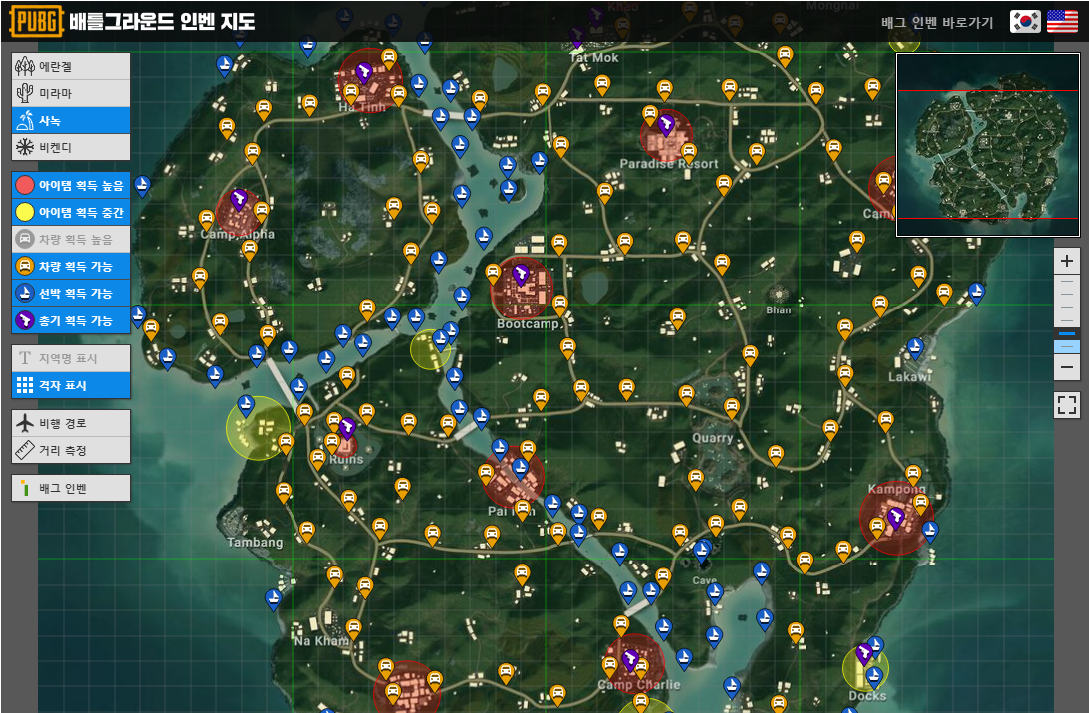 PUBG 배틀그라운드 인벤 지도
배그 인벤 바로가기
Khao
Mongnai
에란겔
미라마
사녹
비켄디
아이템 획득 높음
아이템 획득 중간
차량 획득 높음
차량 획득 가능
선박 획득 가능
총기 획득 가능
T 지역명 표시
격자 표시
비행 경로
거리 측정
배그 인벤
Tat Mok
Ha Tinh
Paradise Resort
Camp Alpha
Cam
Bootcamp
Bhan
Lakawi
Quarry
Ruins
Kampong
Pai Nan
Tambang
Cave
Na Kham
Camp Charlie
Docks
+
−